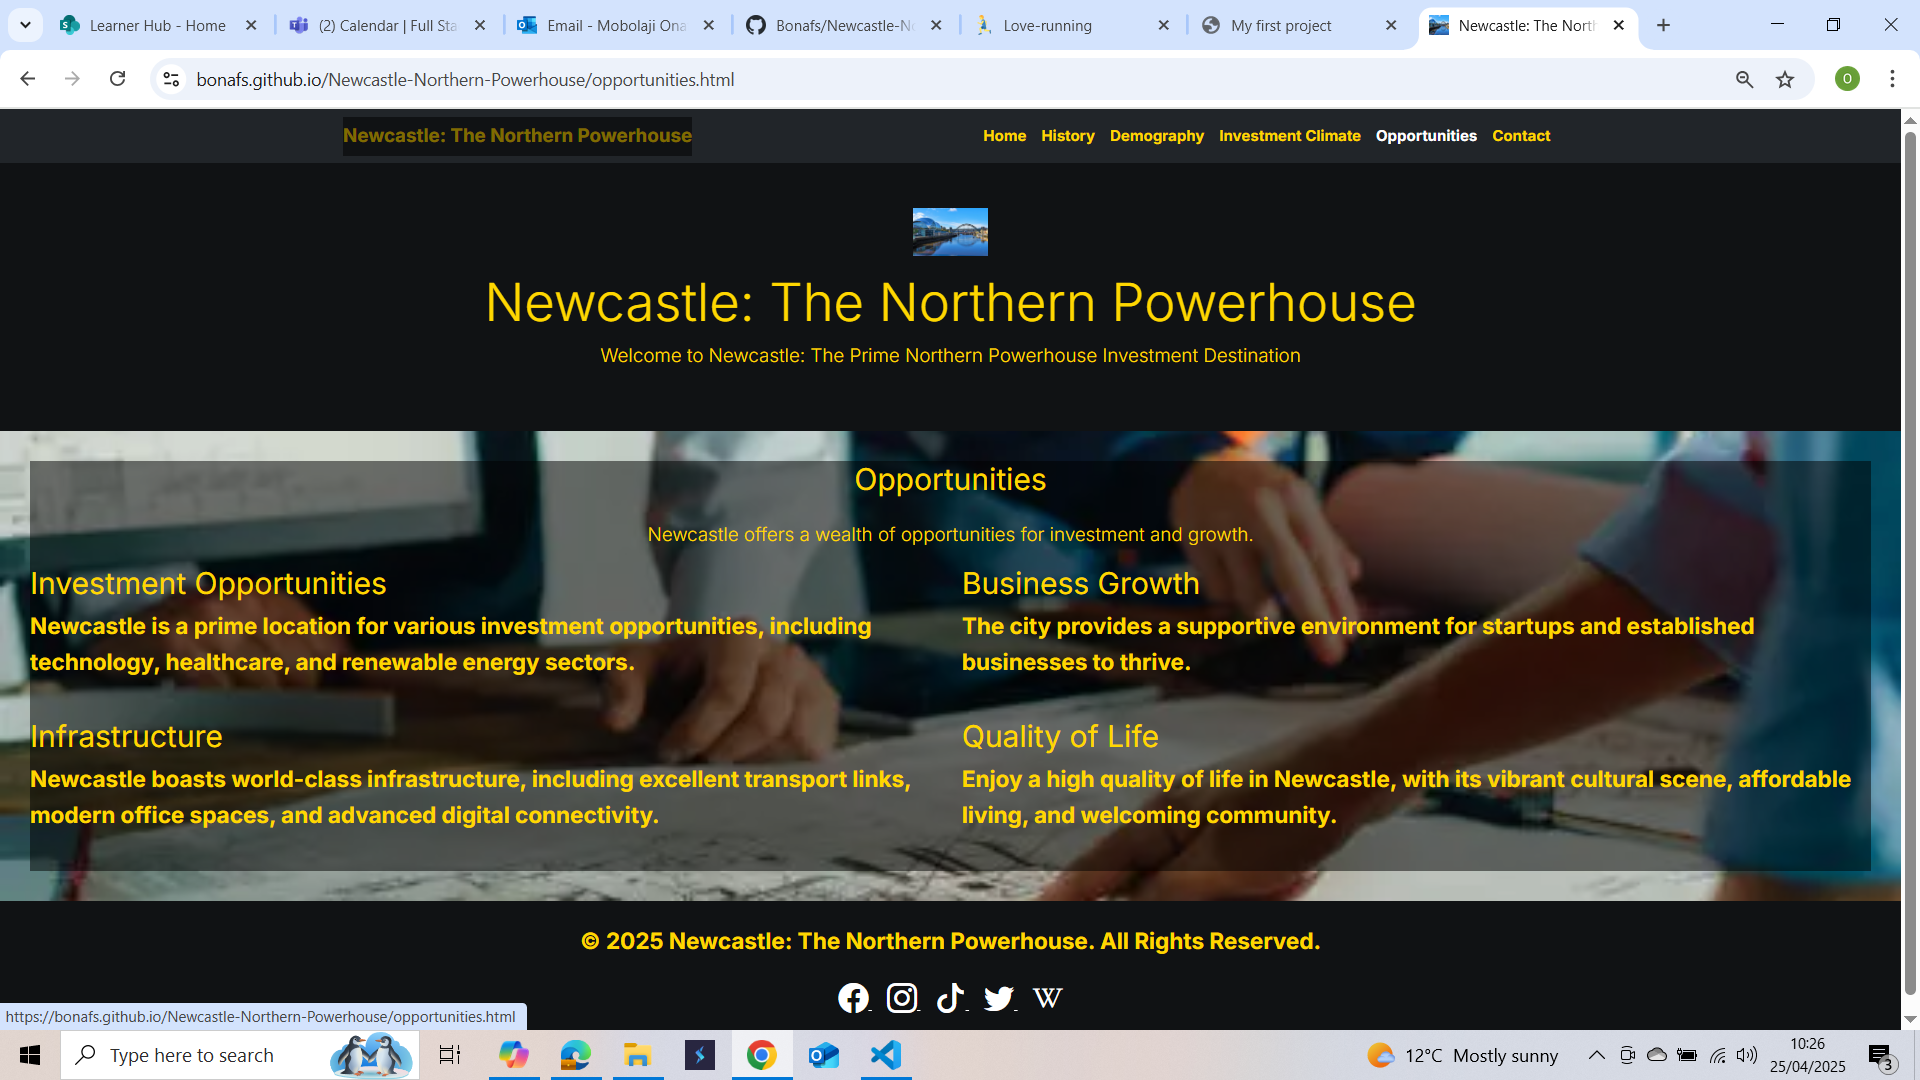 Learner Hub - Home
(2) Calendar | Full Sta
Email - Mobolaji Ona
Bonafs/Newcastle-No
Love-running
My first project
Newcastle: The North
bonafs.github.io/Newcastle-Northern-Powerhouse/opportunities.html
O
Newcastle: The Northern Powerhouse
Home History Demography Investment Climate Opportunities Contact
Newcastle: The Northern Powerhouse
Welcome to Newcastle: The Prime Northern Powerhouse Investment Destination
Opportunities
Newcastle offers a wealth of opportunities for investment and growth.
Investment Opportunities
Newcastle is a prime location for various investment opportunities, including
technology, healthcare, and renewable energy sectors.
Business Growth
The city provides a supportive environment for startups and established
businesses to thrive.
Infrastructure
Newcastle boasts world-class infrastructure, including excellent transport links,
modern office spaces, and advanced digital connectivity.
Quality of Life
Enjoy a high quality of life in Newcastle, with its vibrant cultural scene, affordable
living, and welcoming community.
© 2025 Newcastle: The Northern Powerhouse. All Rights Reserved.
W
https://bonafs.github.io/Newcastle-Northern-Powerhouse/opportunities.html
Type here to search
12°C Mostly sunny
10:26
25/04/2025
3